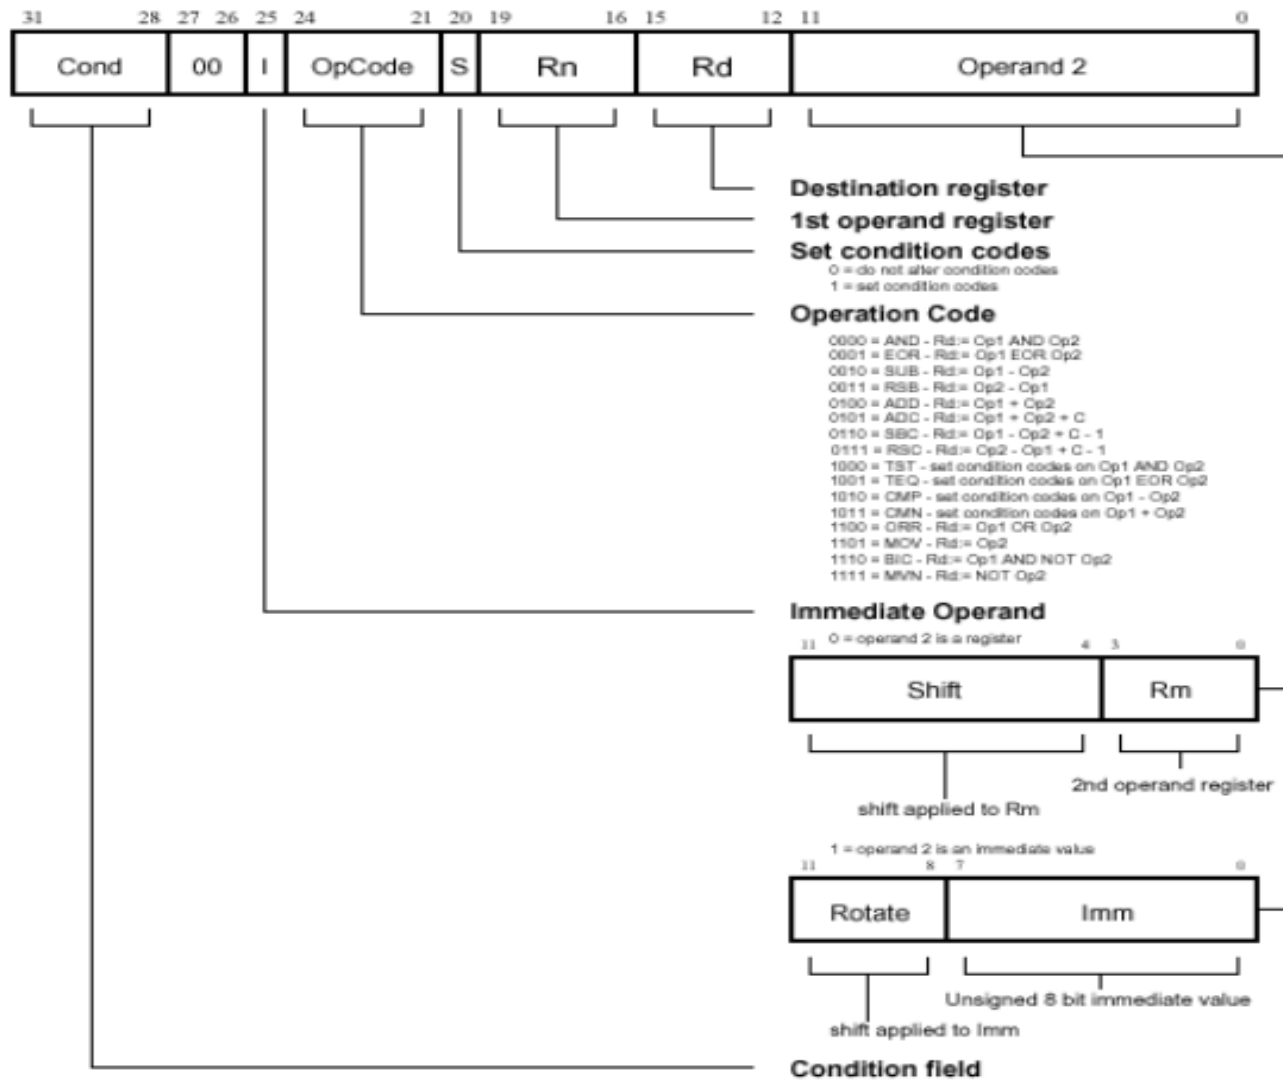 31 28 27 26 25 24 21 20 19 16 15 12 11 0
Cond 00 I OpCode S Rn Rd Operand 2
Destination register
1st operand register
Set condition codes
0 = do not alter condition codes
1 = set condition codes
Operation Code
0000 = AND - Rd:= Op1 AND Op2
0001 = EOR - Rd:= Op1 EOR Op2
0010 = SUB - Rd:= Op1 - Op2
0011 = RSB - Rd:= Op2 - Op1
0100 = ADD - Rd:= Op1 + Op2
0101 = ADC - Rd:= Op1 + Op2 + C
0110 = SBC - Rd:= Op1 - Op2 + C - 1
0111 = RSC - Rd:= Op2 - Op1 + C - 1
1000 = TST - set condition codes on Op1 AND Op2
1001 = TEQ - set condition codes on Op1 EOR Op2
1010 = CMP - set condition codes on Op1 - Op2
1011 = CMN - set condition codes on Op1 + Op2
1100 = ORR - Rd:= Op1 OR Op2
1101 = MOV - Rd:= Op2
1110 = BIC - Rd:= Op1 AND NOT Op2
1111 = MVN - Rd:= NOT Op2
Immediate Operand
0 = operand 2 is a register
11 4 3 0
Shift Rm
2nd operand register
shift applied to Rm
1 = operand 2 is an immediate value
11 8 7 0
Rotate Imm
Unsigned 8 bit immediate value
shift applied to Imm
Condition field